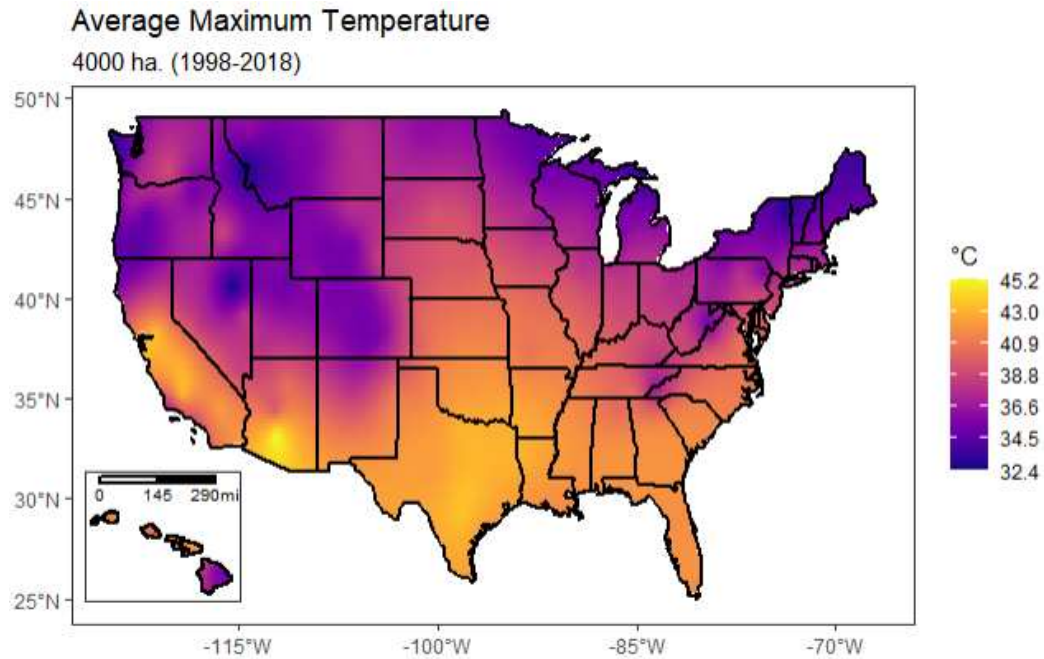 Average Maximum Temperature
4000 ha. (1998-2018)
50°N
45°N
40°N
35°N
30°N
25°N
-115°W
-100°W
-85°W
-70°W
0 145 290mi
°C
45.2
43.0
40.9
38.8
36.6
34.5
32.4